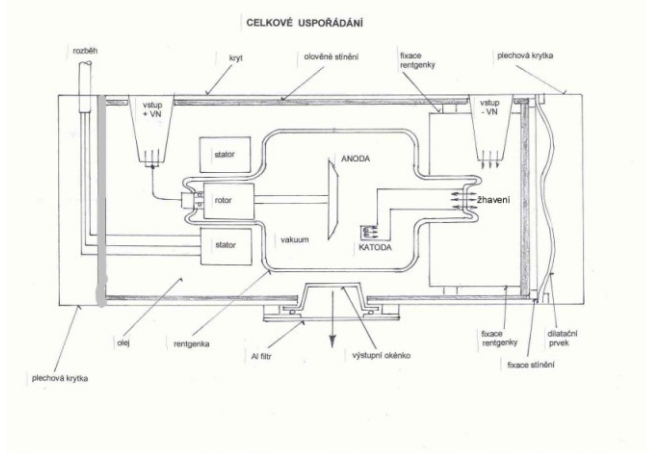 CELKOVÉ USPOŘÁDÁNÍ
rozběh
kryt
olověné stínění
fixace
rentgenky
plechová krytka
vstup
+ VN
vstup
- VN
stator
ANODA
rotor
žhavení
stator
vakuum
KATODA
olej
rentgenka
Al filtr
výstupní okénko
fixace
rentgenky
dilatační
prvek
fixace stínění
plechová krytka